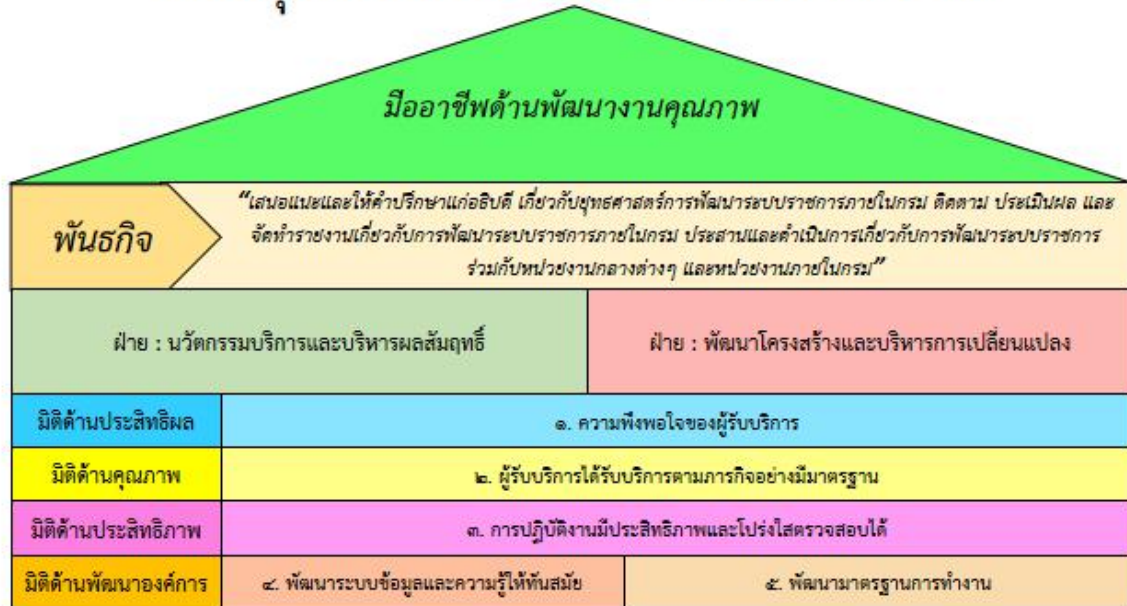 มืออาชีพด้านพัฒนางานคุณภาพ
พันธกิจ
“เสนอแนะและให้คำปรึกษาแก่อธิบดี เกี่ยวกับยุทธศาสตร์การพัฒนาระบบราชการภายในกรม ติดตาม ประเมินผล และ
จัดทำรายงานเกี่ยวกับการพัฒนาระบบราชการภายในกรม ประสานและดำเนินการเกี่ยวกับการพัฒนาระบบราชการ
ร่วมกับหน่วยงานกลางต่างๆ และหน่วยงานภายในกรม”
ฝ่าย : นวัตกรรมบริการและบริหารผลสัมฤทธิ์
ฝ่าย : พัฒนาโครงสร้างและบริหารการเปลี่ยนแปลง
มิติด้านประสิทธิผล
๑. ความพึงพอใจของผู้รับบริการ
มิติด้านคุณภาพ
๒. ผู้รับบริการได้รับบริการตามภารกิจอย่างมีมาตรฐาน
มิติด้านประสิทธิภาพ
๓. การปฏิบัติงานมีประสิทธิภาพและโปร่งใสตรวจสอบได้
มิติด้านพัฒนาองค์การ
๔. พัฒนาระบบข้อมูลและความรู้ให้ทันสมัย
๕. พัฒนามาตรฐานการทำงาน